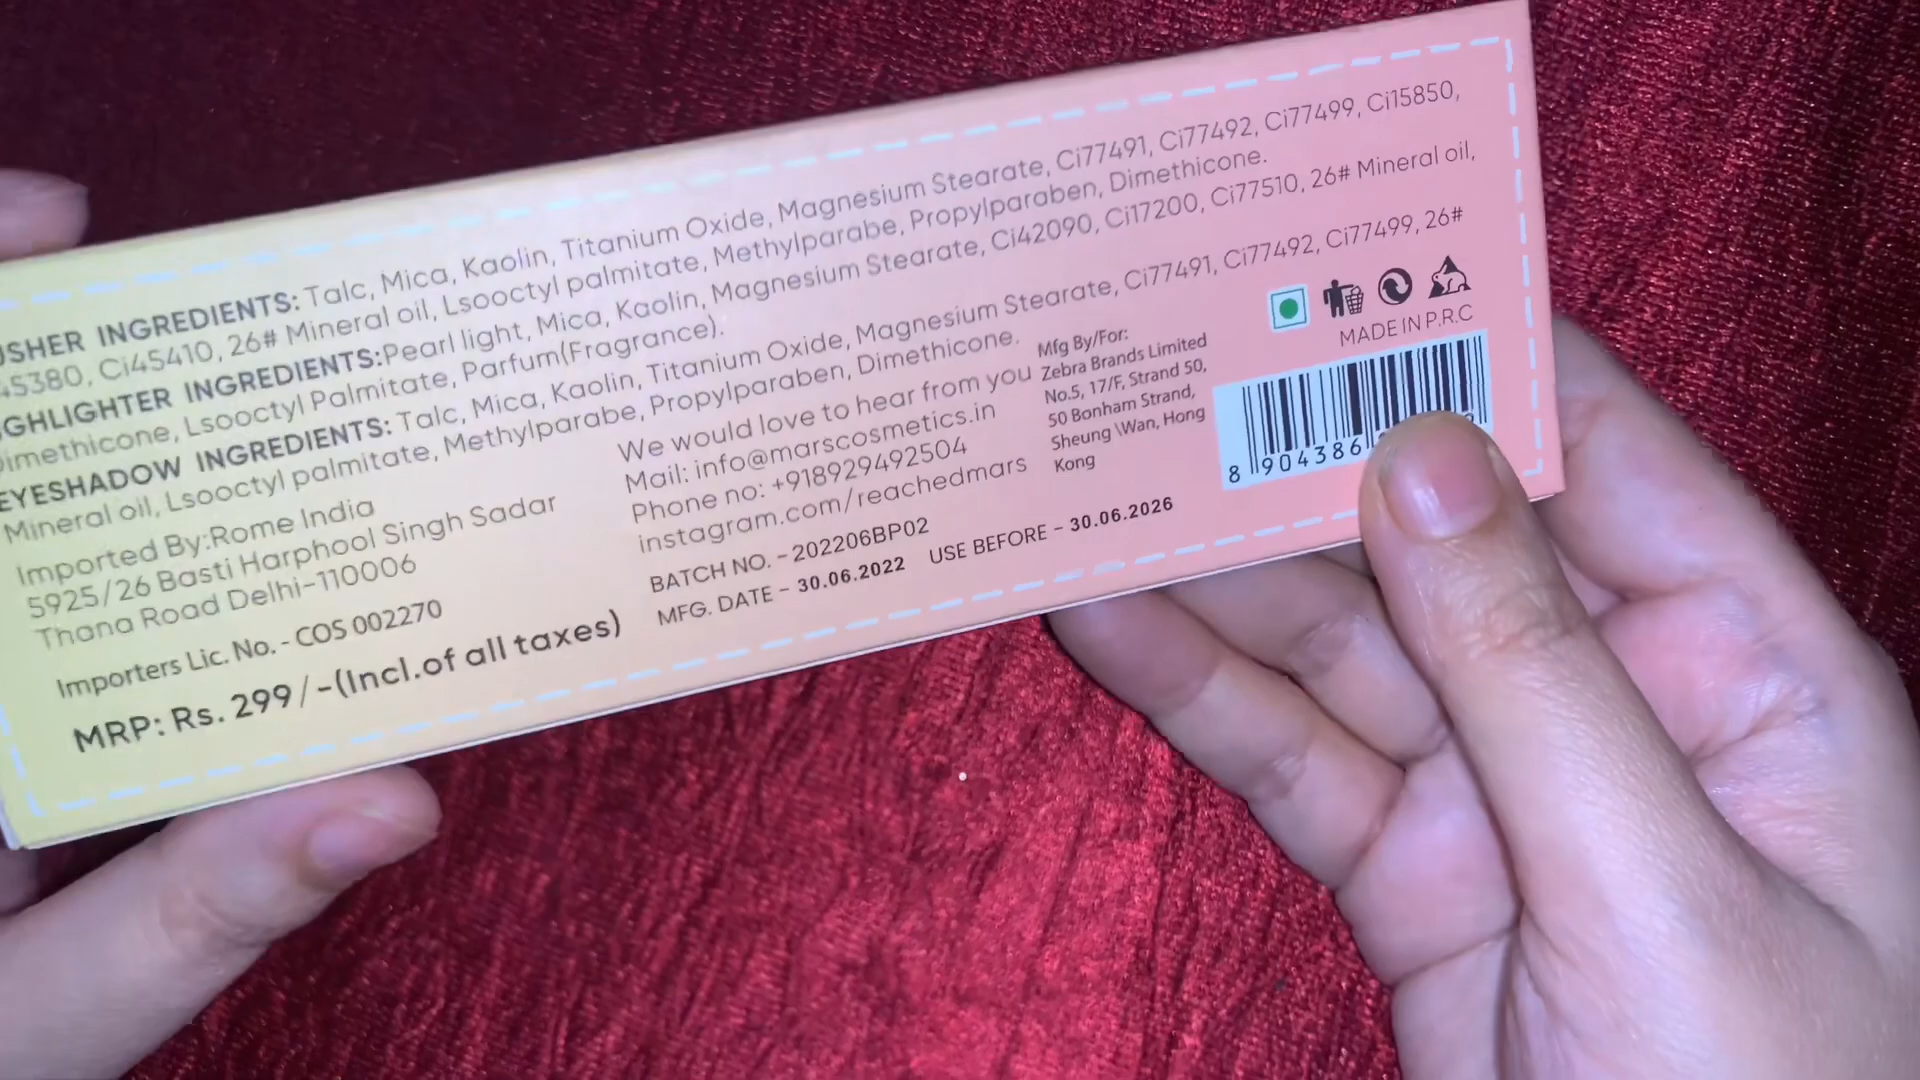 INGREDIENTS: Talc, Mica, Kaolin, Titanium Oxide, Magnesium Stearate, Ci77491, Ci77492, Ci77499, Ci15850,
Ci45410, 26# Mineral oil, Lsooctyl palmitate, Methylparabe, Propylparaben, Dimethicone.
INGREDIENTS:Pearl light, Mica, Kaolin, Magnesium Stearate, Ci42090, Ci17200, Ci77510, 26# Mineral oil,
Dimethicone, Lsooctyl Palmitate, Parfum(Fragrance).
EYESHADOW INGREDIENTS: Talc, Mica, Kaolin, Titanium Oxide, Magnesium Stearate, Ci77491, Ci77492, Ci77499, 26#
Mineral oil, Lsooctyl palmitate, Methylparabe, Propylparaben, Dimethicone.
Imported By:Rome India
5925/26 Basti Harphool Singh Sadar
Thana Road Delhi-110006
Importers Lic. No. - COS 002270
MRP: Rs. 299/-(Incl.of all taxes)
We would love to hear from you
Mail: info@marscosmetics.in
Phone no: +918929492504
instagram.com/reachedmars
BATCH NO. - 202206BP02
MFG. DATE - 30.06.2022 USE BEFORE - 30.06.2026
Mfg By/For:
Zebra Brands Limited
No.5, 17/F, Strand 50,
50 Bonham Strand,
Sheung \Wan, Hong
Kong
MADE IN P.R.C
8 904386